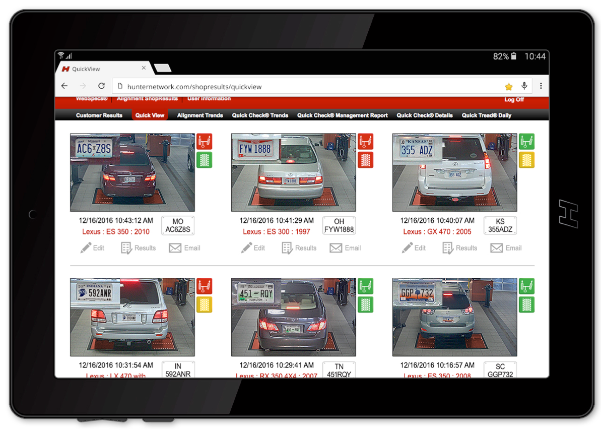 82% 10:44
QuickView
hunternetwork.com/shopresults/quickview
WebSpecs® Alignment ShopResults User Information
Log Off
Customer Results Quick View Alignment Trends Quick Check® Trends Quick Check® Management Report Quick Check® Details Quick Tread® Daily
AC6 Z8S
FYW 1888
355 ADZ
12/16/2016 10:43:12 AM
MO
AC6Z8S
Lexus : ES 350 : 2010
12/16/2016 10:41:29 AM
OH
FYW1888
Lexus : ES 300 : 1997
12/16/2016 10:40:07 AM
KS
355ADZ
Lexus : GX 470 : 2005
Edit Results Email
Edit Results Email
Edit Results Email
592ANR
451-RQY
GGP 732
12/16/2016 10:31:54 AM
IN
592ANR
Lexus : LX 470 with
12/16/2016 10:29:41 AM
TN
451RQY
Lexus : RX 350 4X4 : 2007
12/16/2016 10:16:57 AM
SC
GGP732
Lexus : ES 350 : 2008